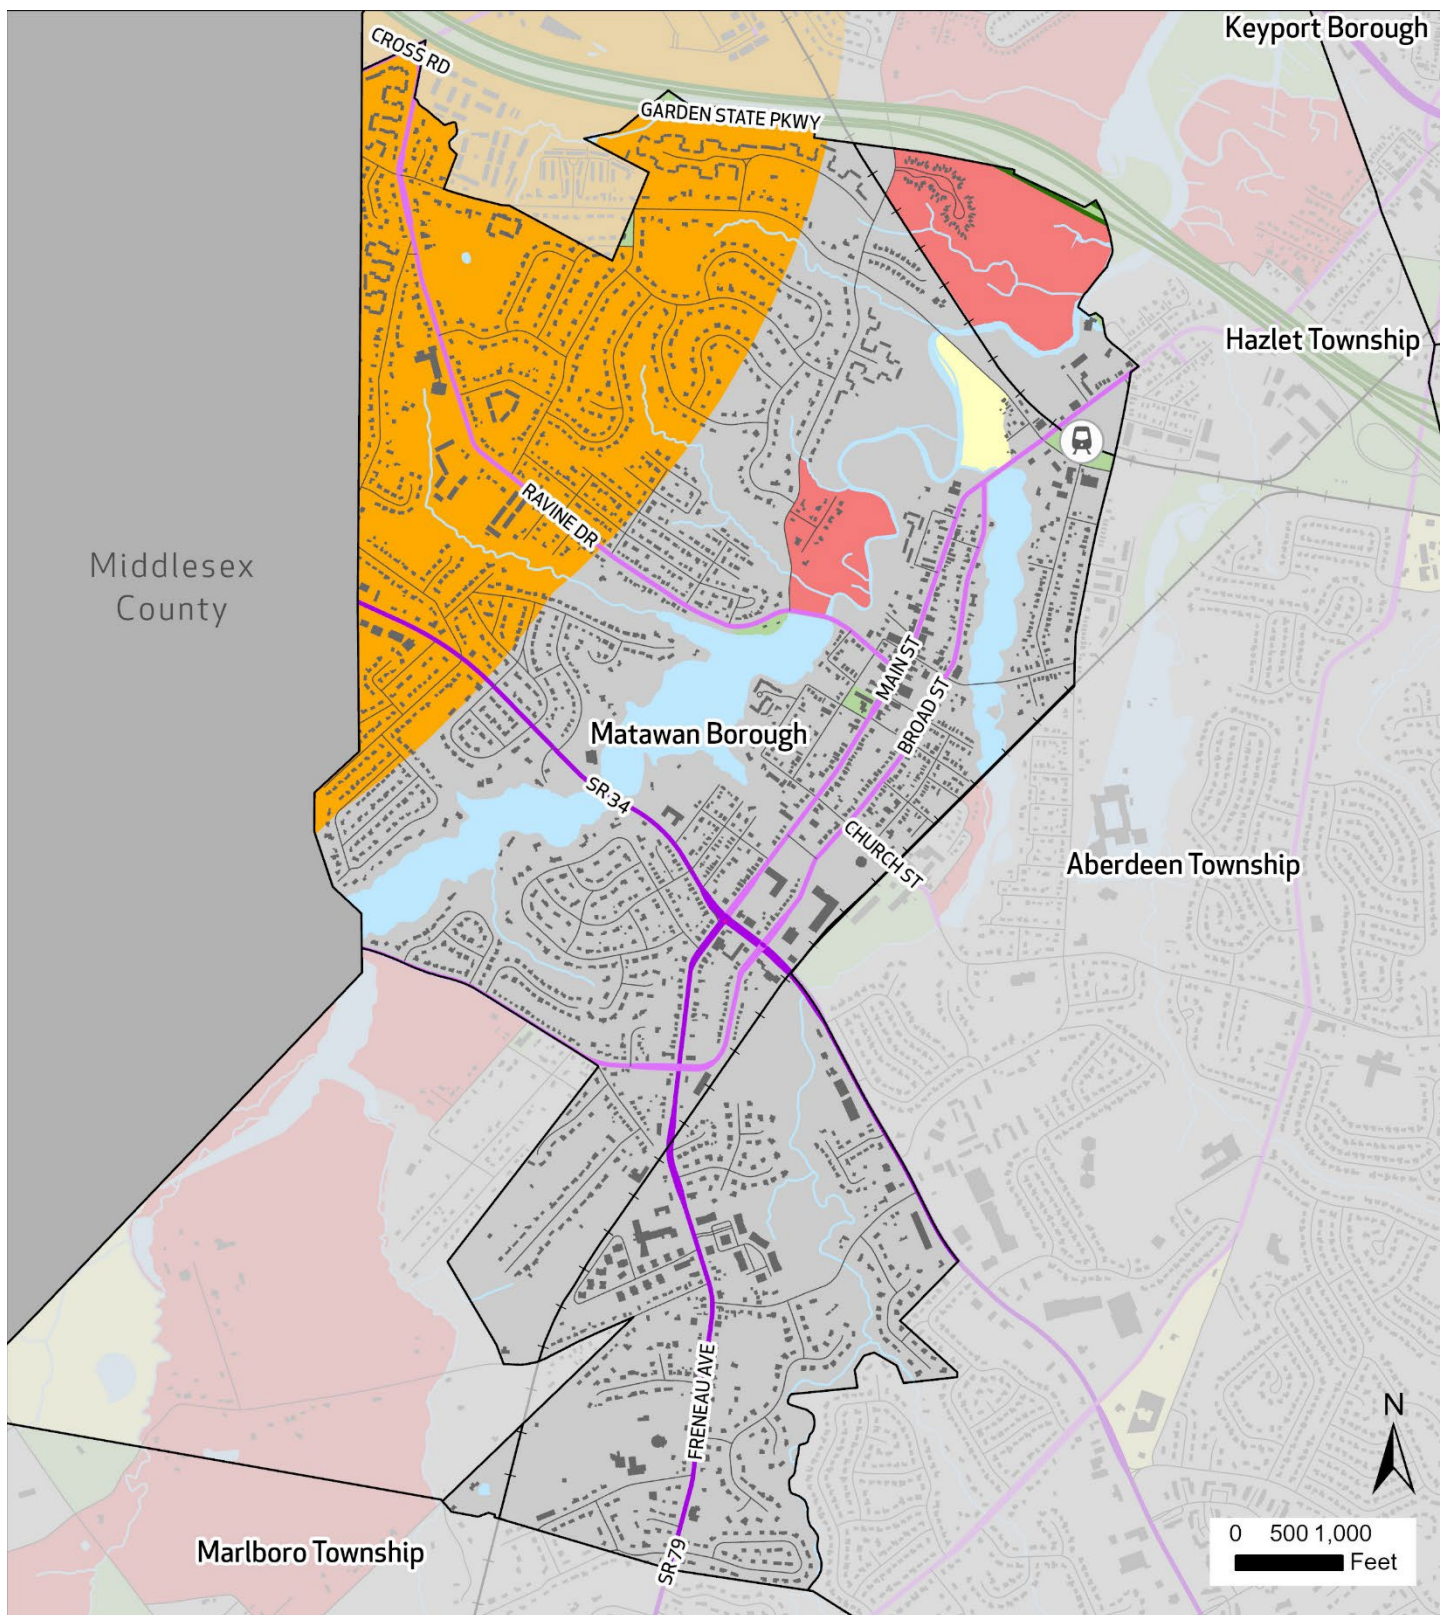 Keyport Borough
CROSS RD
GARDEN STATE PKWY
Hazlet Township
RAVINE DR
Middlesex
County
MAIN ST
BROAD ST
Matawan Borough
SR 34
CHURCH ST
Aberdeen Township
FRENEAU AVE
N
Marlboro Township
SR 79
0 500 1,000
Feet